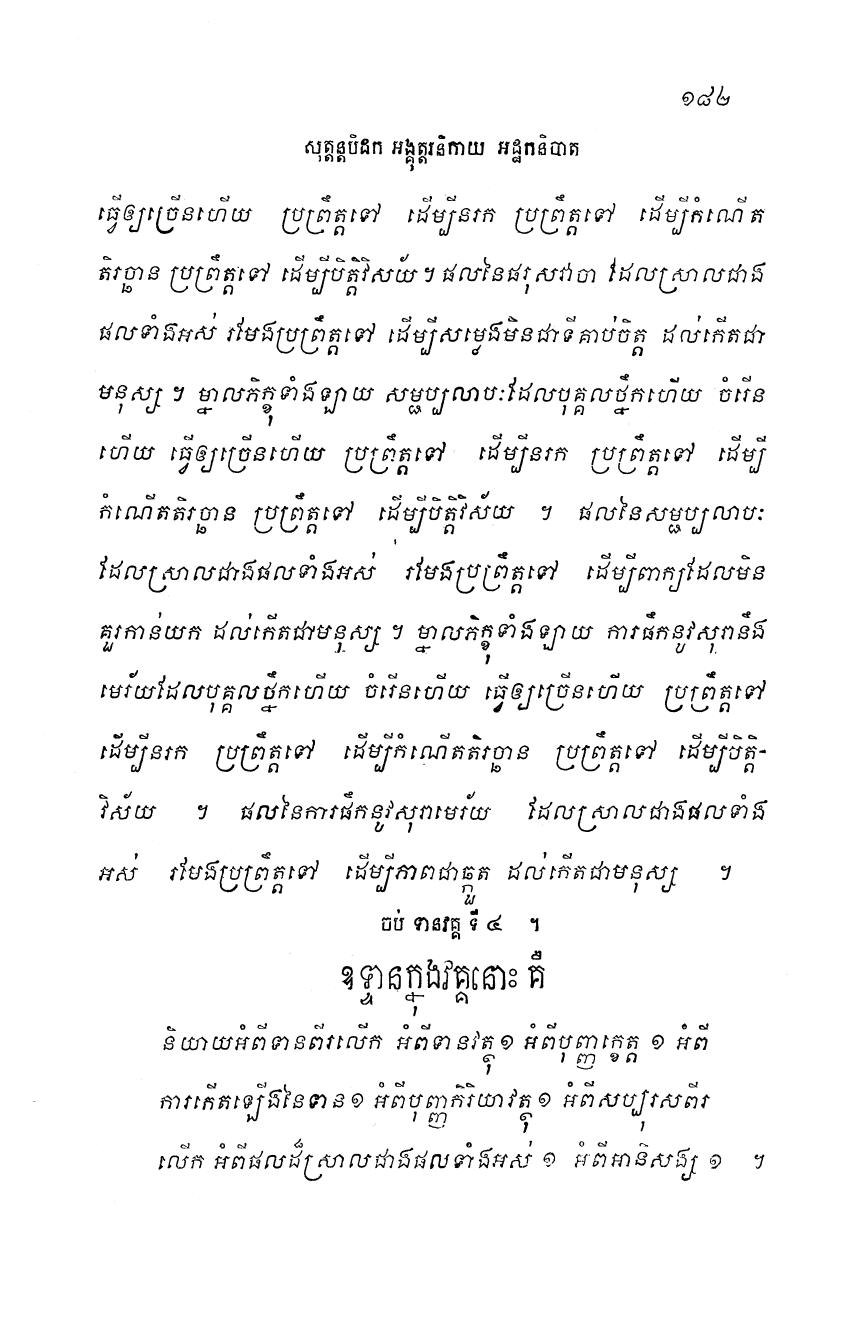 ១៨២
សុត្តន្តបិដក អង្គុត្តរនិកាយ អដ្ឋកនិបាត
ធ្វើឲ្យច្រើនហើយ ប្រព្រឹត្តទៅ ដើម្បីនរក ប្រព្រឹត្តទៅ ដើម្បីកំណើត
តិរច្ឆាន ប្រព្រឹត្តទៅ ដើម្បីបិត្តិវិស័យ ។ ផលនៃផរុសវាចា ដែលស្រាលជាង
ផលទាំងអស់ រមែងប្រព្រឹត្តទៅ ដើម្បីសម្លេងមិនជាទីគាប់ចិត្ត ដល់កើតជា
មនុស្ស ។ ម្នាលភិក្ខុទាំងឡាយ សម្ផប្បលាបៈដែលបុគ្គលថ្នឹកហើយ ចំរើន
ហើយ ធ្វើឲ្យច្រើនហើយ ប្រព្រឹត្តទៅ ដើម្បីនរក ប្រព្រឹត្តទៅ ដើម្បី
កំណើតតិរច្ឆាន ប្រព្រឹត្តទៅ ដើម្បីបិត្តិវិស័យ ។ ផលនៃសម្ផប្បលាបៈ
ដែលស្រាលជាងផលទាំងអស់ រមែងប្រព្រឹត្តទៅ ដើម្បីពាក្យដែលមិន
គួរកាន់យក ដល់កើតជាមនុស្ស ។ ម្នាលភិក្ខុទាំងឡាយ ការផឹកនូវសុរានឹង
មេរ័យដែលបុគ្គលថ្នឹកហើយ ចំរើនហើយ ធ្វើឲ្យច្រើនហើយ ប្រព្រឹត្តទៅ
ដើម្បីនរក ប្រព្រឹត្តទៅ ដើម្បីកំណើតតិរច្ឆាន ប្រព្រឹត្តទៅ ដើម្បីបិត្តិ-
វិស័យ ។ ផលនៃការផឹកនូវសុរាមេរ័យ ដែលស្រាលជាងផលទាំង
អស់ រមែងប្រព្រឹត្តទៅ ដើម្បីភាពជាឆ្កួត ដល់កើតជាមនុស្ស ។
ចប់ ទានវគ្គ ទី ៤ ។
ឧទ្ទានក្នុងវគ្គនោះ គឺ
និយាយអំពីទានពីរលើក អំពីទានវត្ថុ ១ អំពីបុញ្ញក្ខេត្ត ១ អំពី
ការកើតឡើងនៃទាន ១ អំពីបុញ្ញកិរិយាវត្ថុ ១ អំពីសប្បុរសពីរ
លើក អំពីផលដ៏ស្រាលជាងផលទាំងអស់ ១ អំពីអានិសង្ស ១ ។